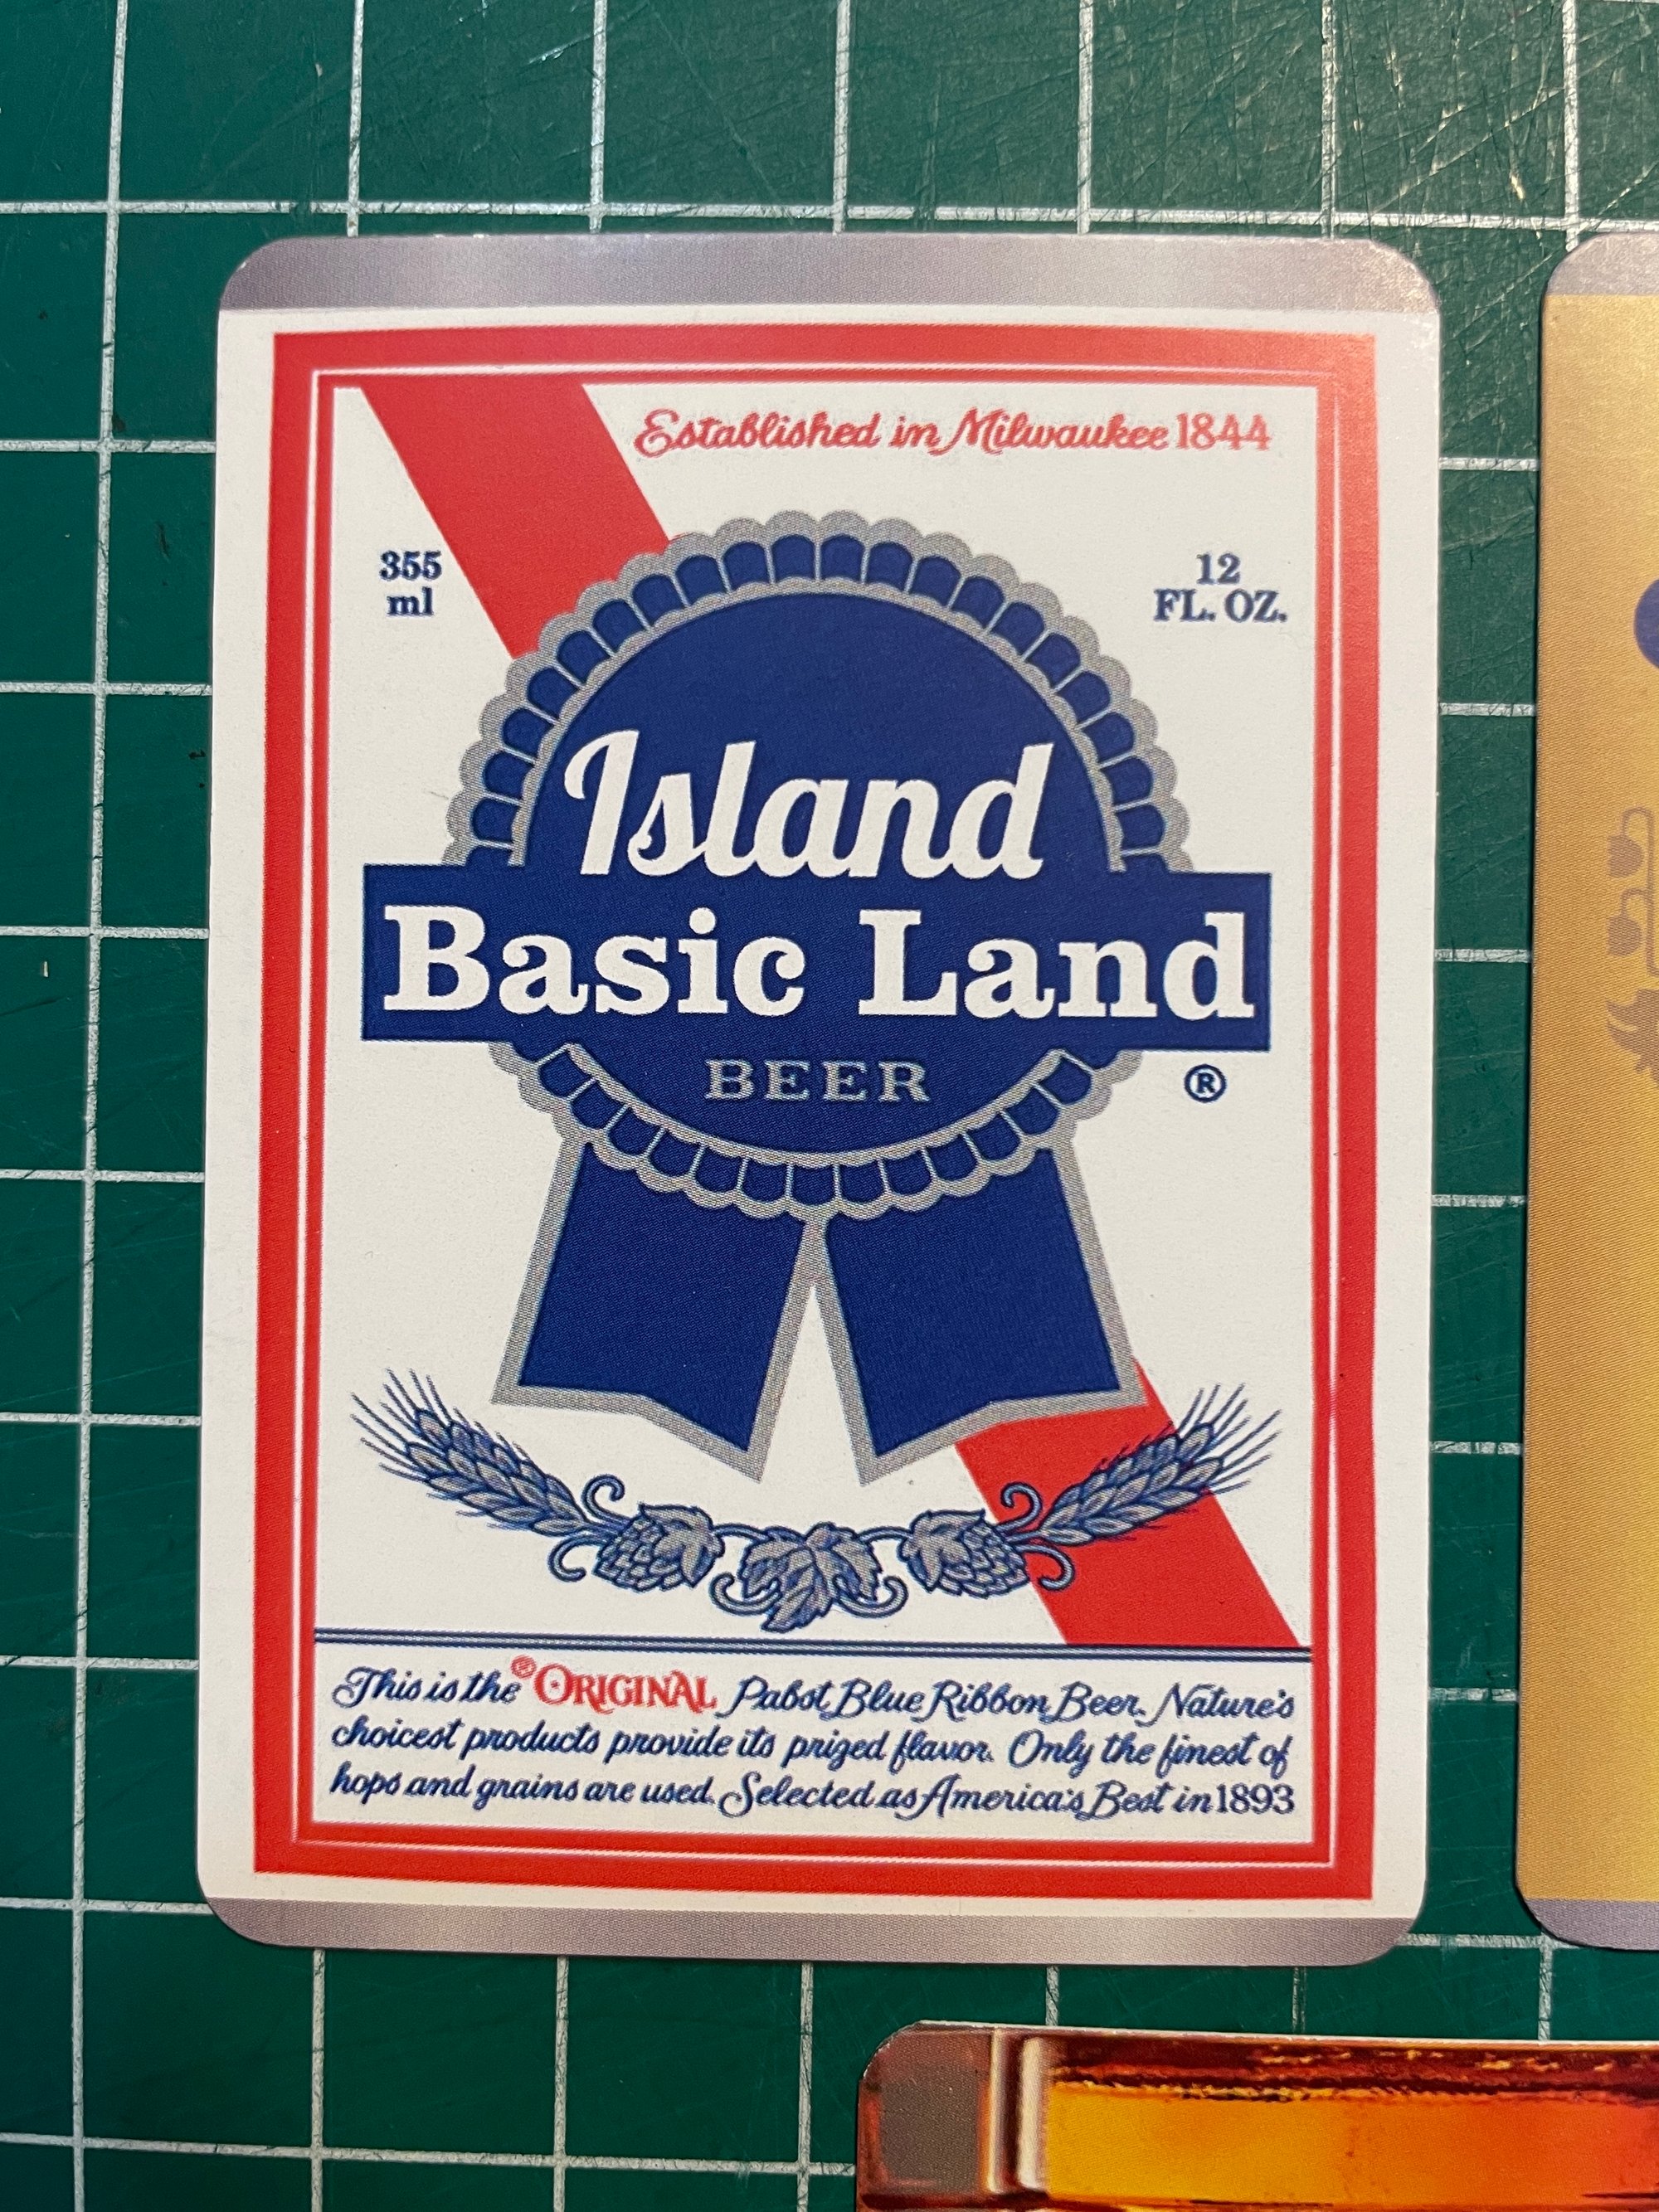 Established in Milwaukee 1844
355
ml
12
FL. OZ.
Island
Basic Land
BEER
®
This is the ®ORIGINAL Pabst Blue Ribbon Beer. Nature's
choicest products provide its prized flavor. Only the finest of
hops and grains are used. Selected as America's Best in 1893